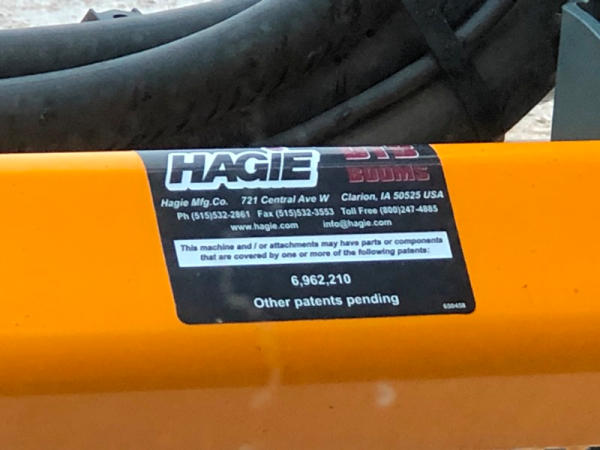 HAGIE
BOOMS
Hagie Mfg.Co. 721 Central Ave W Clarion, IA 50525 USA
Ph (515)532-2861 Fax (515)532-3553 Toll Free (800)247-4885
www.hagie.com info@hagie.com
This machine and / or attachments may have parts or components
that are covered by one or more of the following patents:
6,962,210
Other patents pending
650458